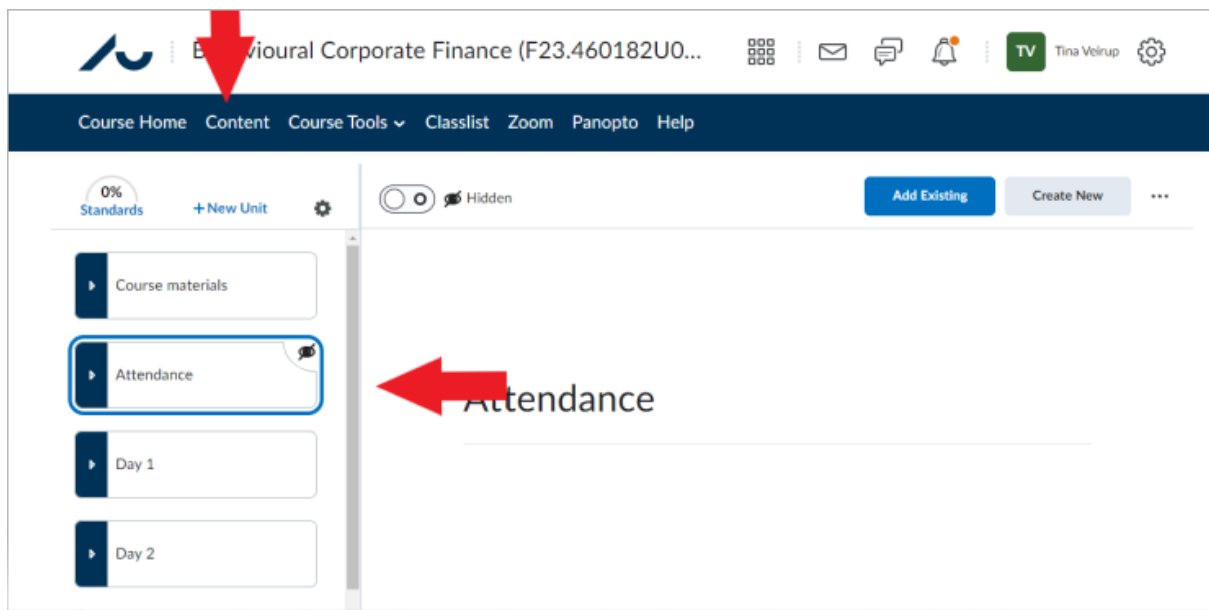 Behavioural Corporate Finance (F23.460182U0...
TV Tina Veirup
Course Home Content Course Tools Classlist Zoom Panopto Help
0%
Standards
+ New Unit
Hidden
Add Existing
Create New
...
Course materials
Attendance
Attendance
Day 1
Day 2